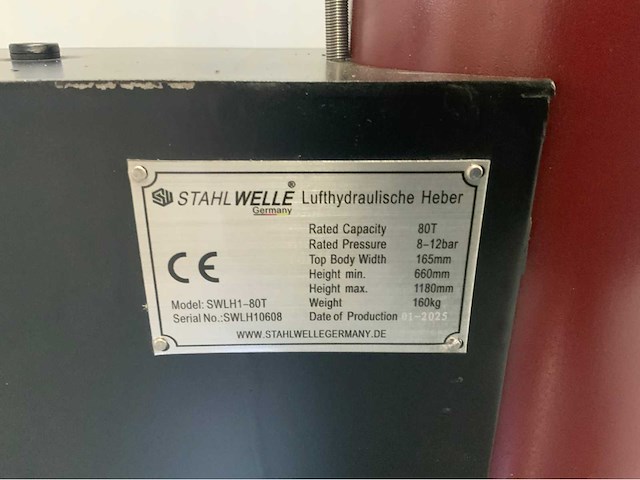 SW STAHLWELLE® Lufthydraulische Heber
Germany
Rated Capacity 80T
Rated Pressure 8-12bar
Top Body Width 165mm
Height min. 660mm
Height max. 1180mm
Weight 160kg
Date of Production 01-2025
CE
Model: SWLH1-80T
Serial No.:SWLH10608
WWW.STAHLWELLEGERMANY.DE